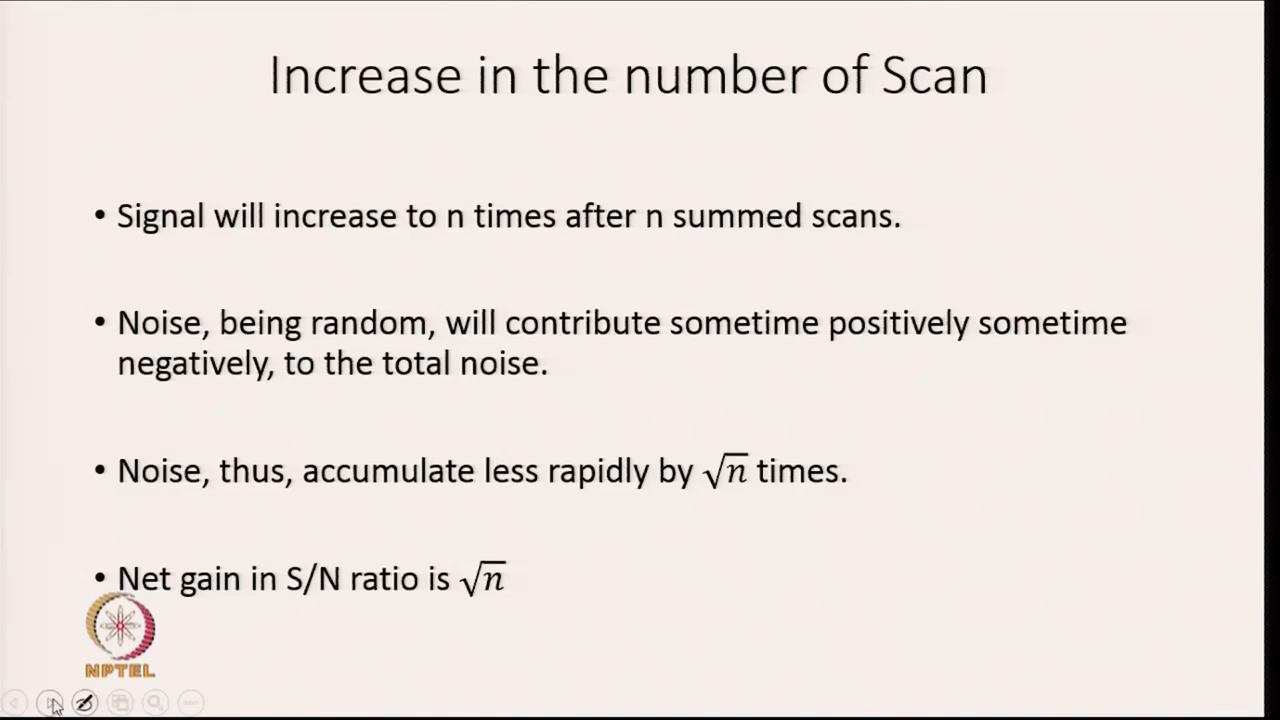 Increase in the number of Scan
• Signal will increase to n times after n summed scans.
• Noise, being random, will contribute sometime positively sometime
negatively, to the total noise.
• Noise, thus, accumulate less rapidly by √n times.
• Net gain in S/N ratio is √n
NPTEL